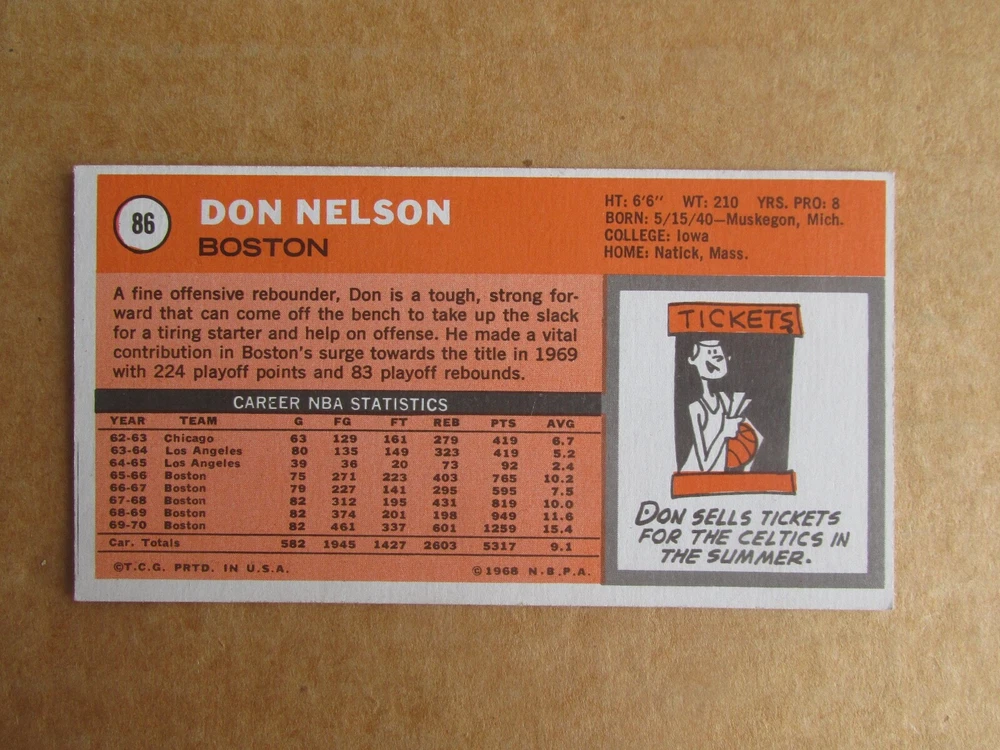 86
DON NELSON
BOSTON
HT: 6'6" WT: 210 YRS. PRO: 8
BORN: 5/15/40—Muskegon, Mich.
COLLEGE: Iowa
HOME: Natick, Mass.
A fine offensive rebounder, Don is a tough, strong for-
ward that can come off the bench to take up the slack
for a tiring starter and help on offense. He made a vital
contribution in Boston's surge towards the title in 1969
with 224 playoff points and 83 playoff rebounds.
CAREER NBA STATISTICS
YEAR TEAM G FG FT REB PTS AVG
62-63 Chicago 63 129 161 279 419 6.7
63-64 Los Angeles 80 135 149 323 419 5.2
64-65 Los Angeles 39 36 20 73 92 2.4
65-66 Boston 75 271 223 403 765 10.2
66-67 Boston 79 227 141 295 595 7.5
67-68 Boston 82 312 195 431 819 10.0
68-69 Boston 82 374 201 198 949 11.6
69-70 Boston 82 461 337 601 1259 15.4
Car. Totals 582 1945 1427 2603 5317 9.1
©T.C.G. PRTD. IN U.S.A. ©1968 N.B.P.A.
TICKETS
DON SELLS TICKETS
FOR THE CELTICS IN
THE SUMMER.